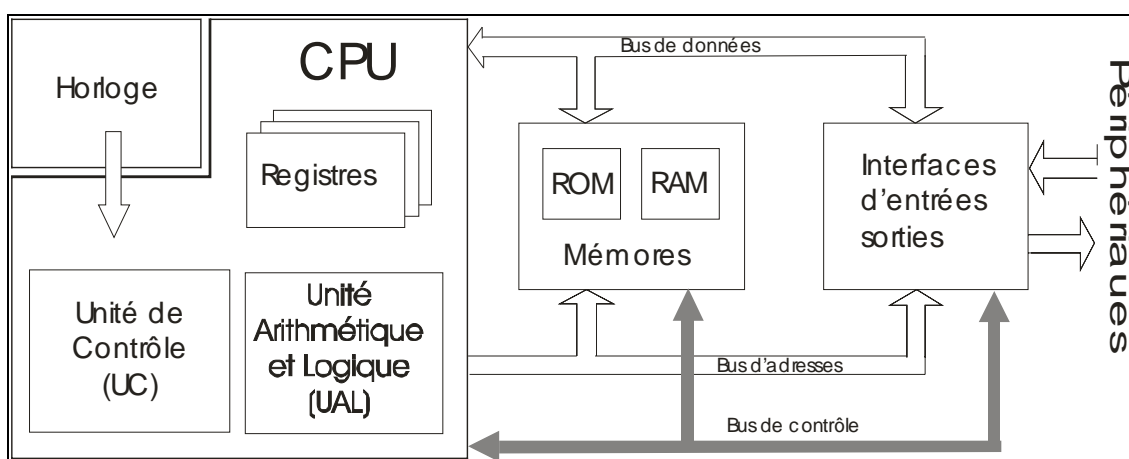 Horloge
CPU
Registres
Unité de
Contrôle
(UC)
Unité
Arithmétique
et Logique
(UAL)
Bus de données
ROM
RAM
Mémores
Interfaces
d'entrées
sorties
Périphériaues
Bus d'adresses
Bus de contrôle